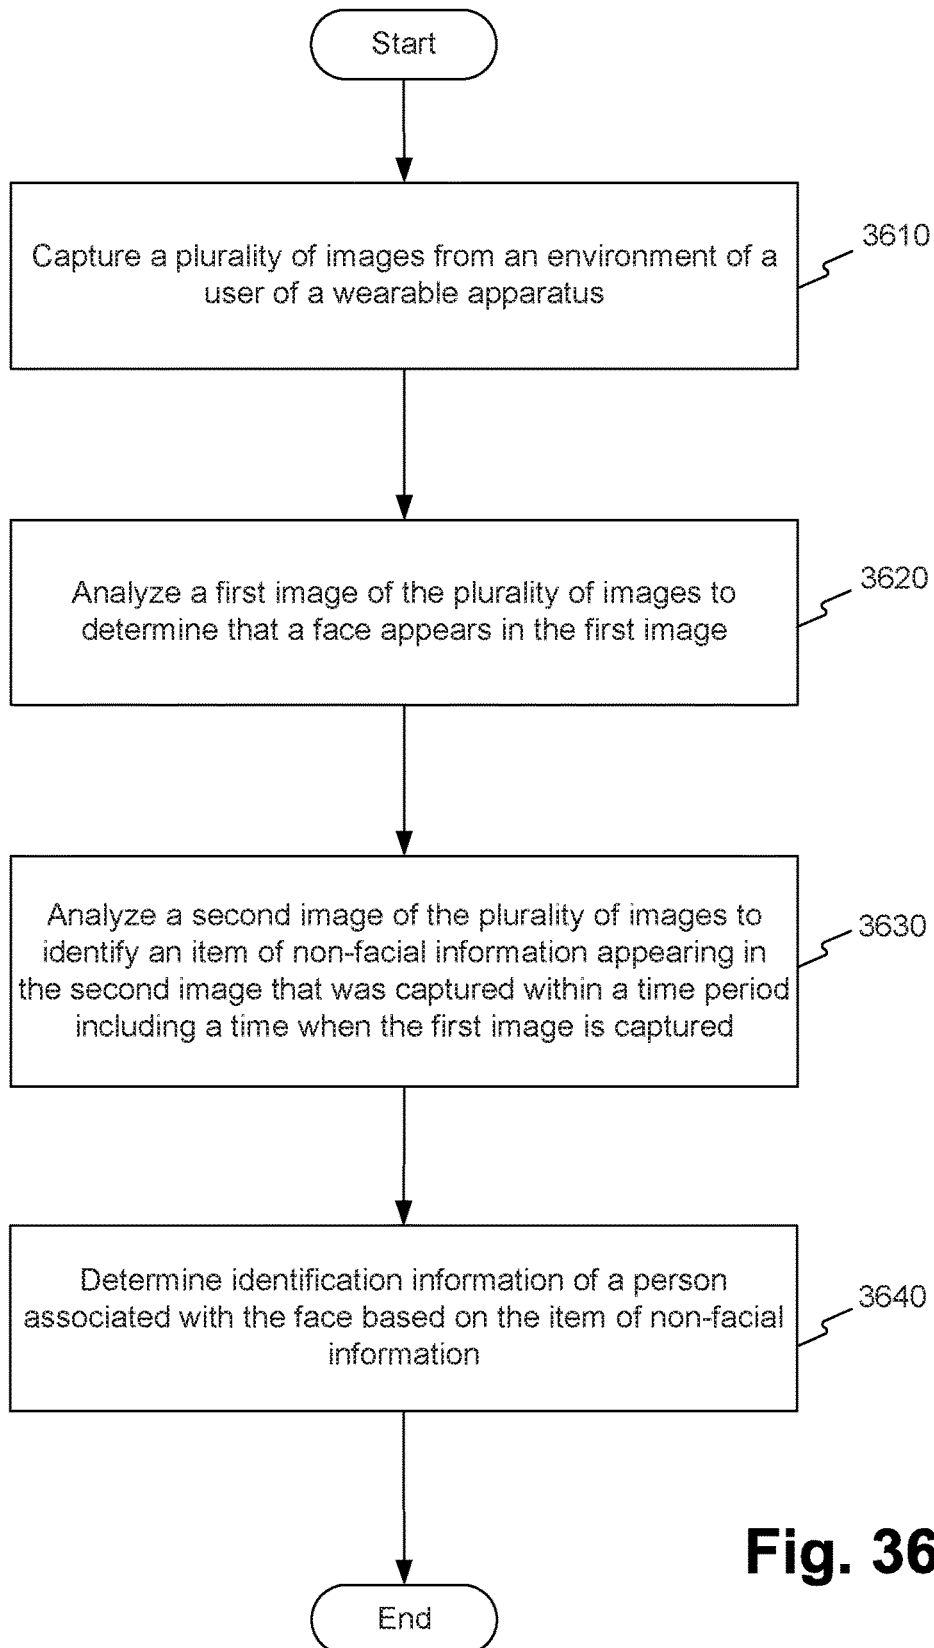 Start
Capture a plurality of images from an environment of a
user of a wearable apparatus
3610
Analyze a first image of the plurality of images to
determine that a face appears in the first image
3620
Analyze a second image of the plurality of images to
identify an item of non-facial information appearing in
the second image that was captured within a time period
including a time when the first image is captured
3630
Determine identification information of a person
associated with the face based on the item of non-facial
information
3640
Fig. 36
End